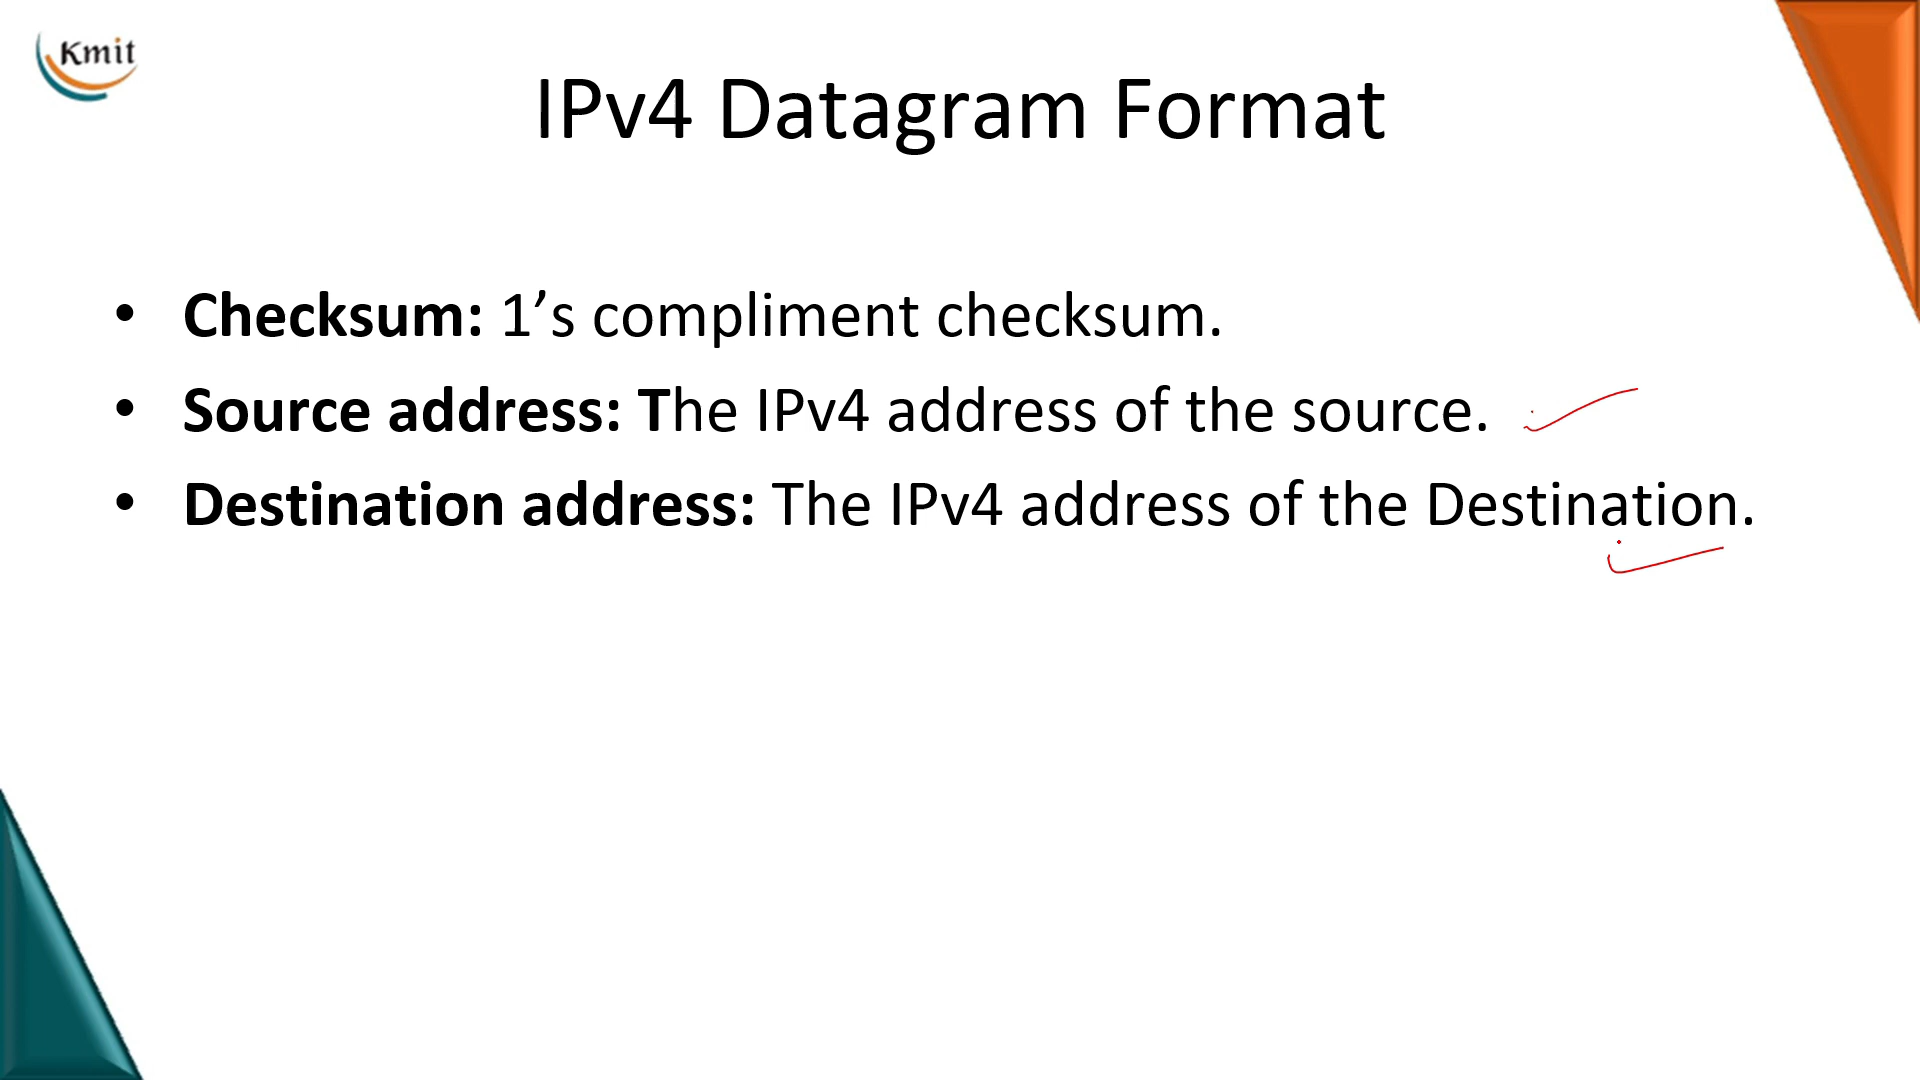 Kmit
IPv4 Datagram Format
• Checksum: 1’s compliment checksum.
• Source address: The IPv4 address of the source.
• Destination address: The IPv4 address of the Destination.